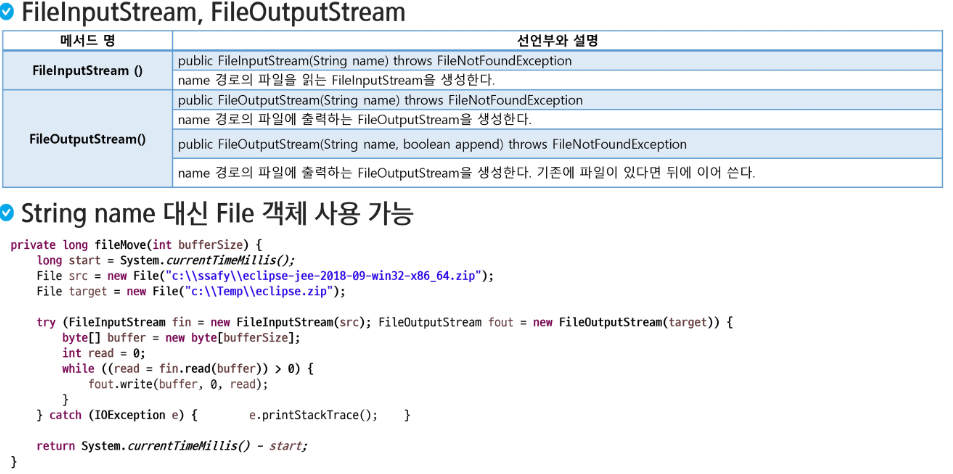 FileInputStream, FileOutputStream
메서드 명 선언부와 설명
FileInputStream () public FileInputStream(String name) throws FileNotFoundException
name 경로의 파일을 읽는 FileInputStream을 생성한다.
FileOutputStream() public FileOutputStream(String name) throws FileNotFoundException
name 경로의 파일에 출력하는 FileOutputStream을 생성한다.
public FileOutputStream(String name, boolean append) throws FileNotFoundException
name 경로의 파일에 출력하는 FileOutputStream을 생성한다. 기존에 파일이 있다면 뒤에 이어 쓴다.
String name 대신 File 객체 사용 가능
private long fileMove(int bufferSize) {
long start = System.currentTimeMillis();
File src = new File("c:\\ssafy\\eclipse-jee-2018-09-win32-x86_64.zip");
File target = new File("c:\\Temp\\eclipse.zip");
try (FileInputStream fin = new FileInputStream(src); FileOutputStream fout = new FileOutputStream(target)) {
byte[] buffer = new byte[bufferSize];
int read = 0;
while ((read = fin.read(buffer)) > 0) {
fout.write(buffer, 0, read);
}
} catch (IOException e) { e.printStackTrace(); }
return System.currentTimeMillis() - start;
}